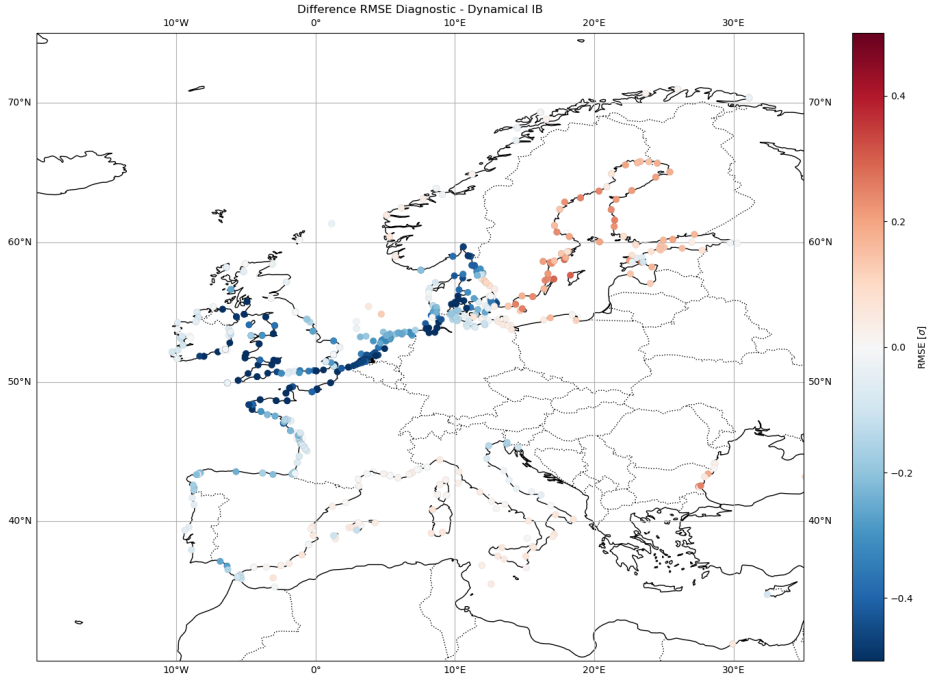 Difference RMSE Diagnostic - Dynamical IB
10°W 0° 10°E 20°E 30°E
70°N 70°N
60°N 60°N
50°N 50°N
40°N 40°N
10°W 0° 10°E 20°E 30°E
0.4
0.2
0.0
−0.2
−0.4
RMSE [σ]